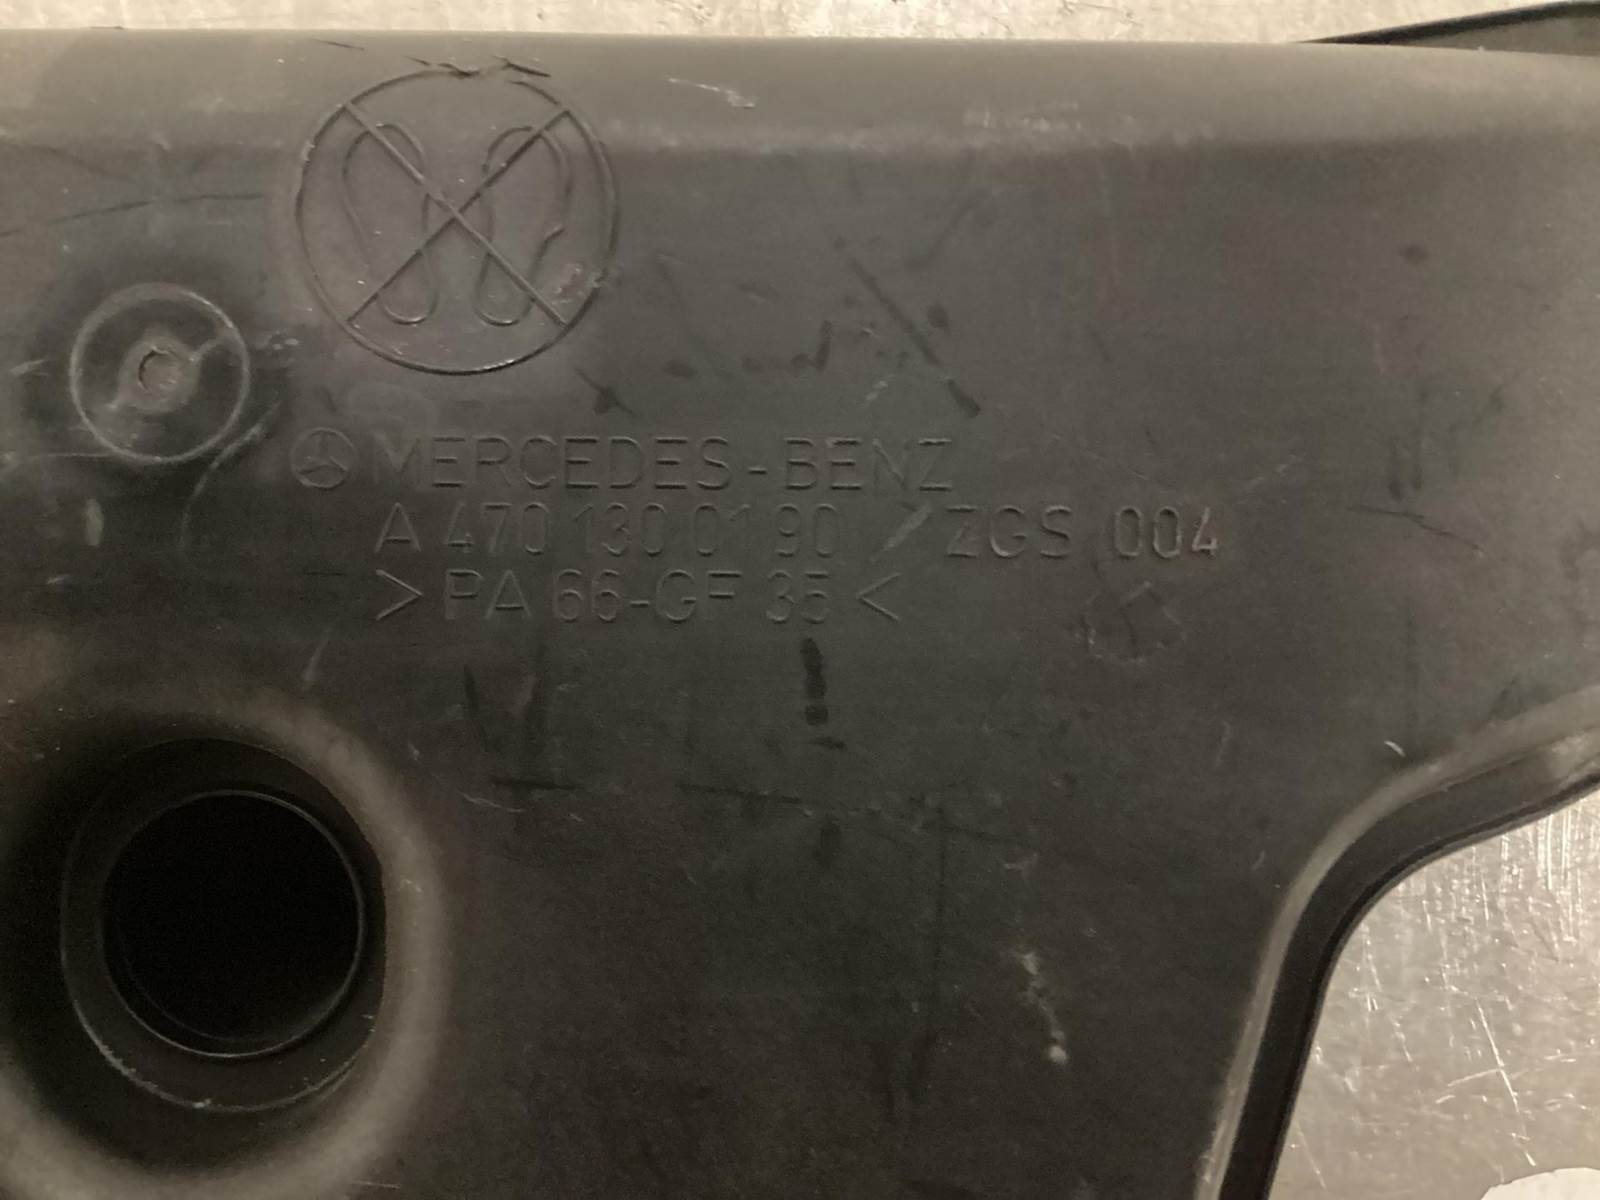 MERCEDES-BENZ
A 470 130 01 90 / ZGS 004
>PA 66-GF 35<